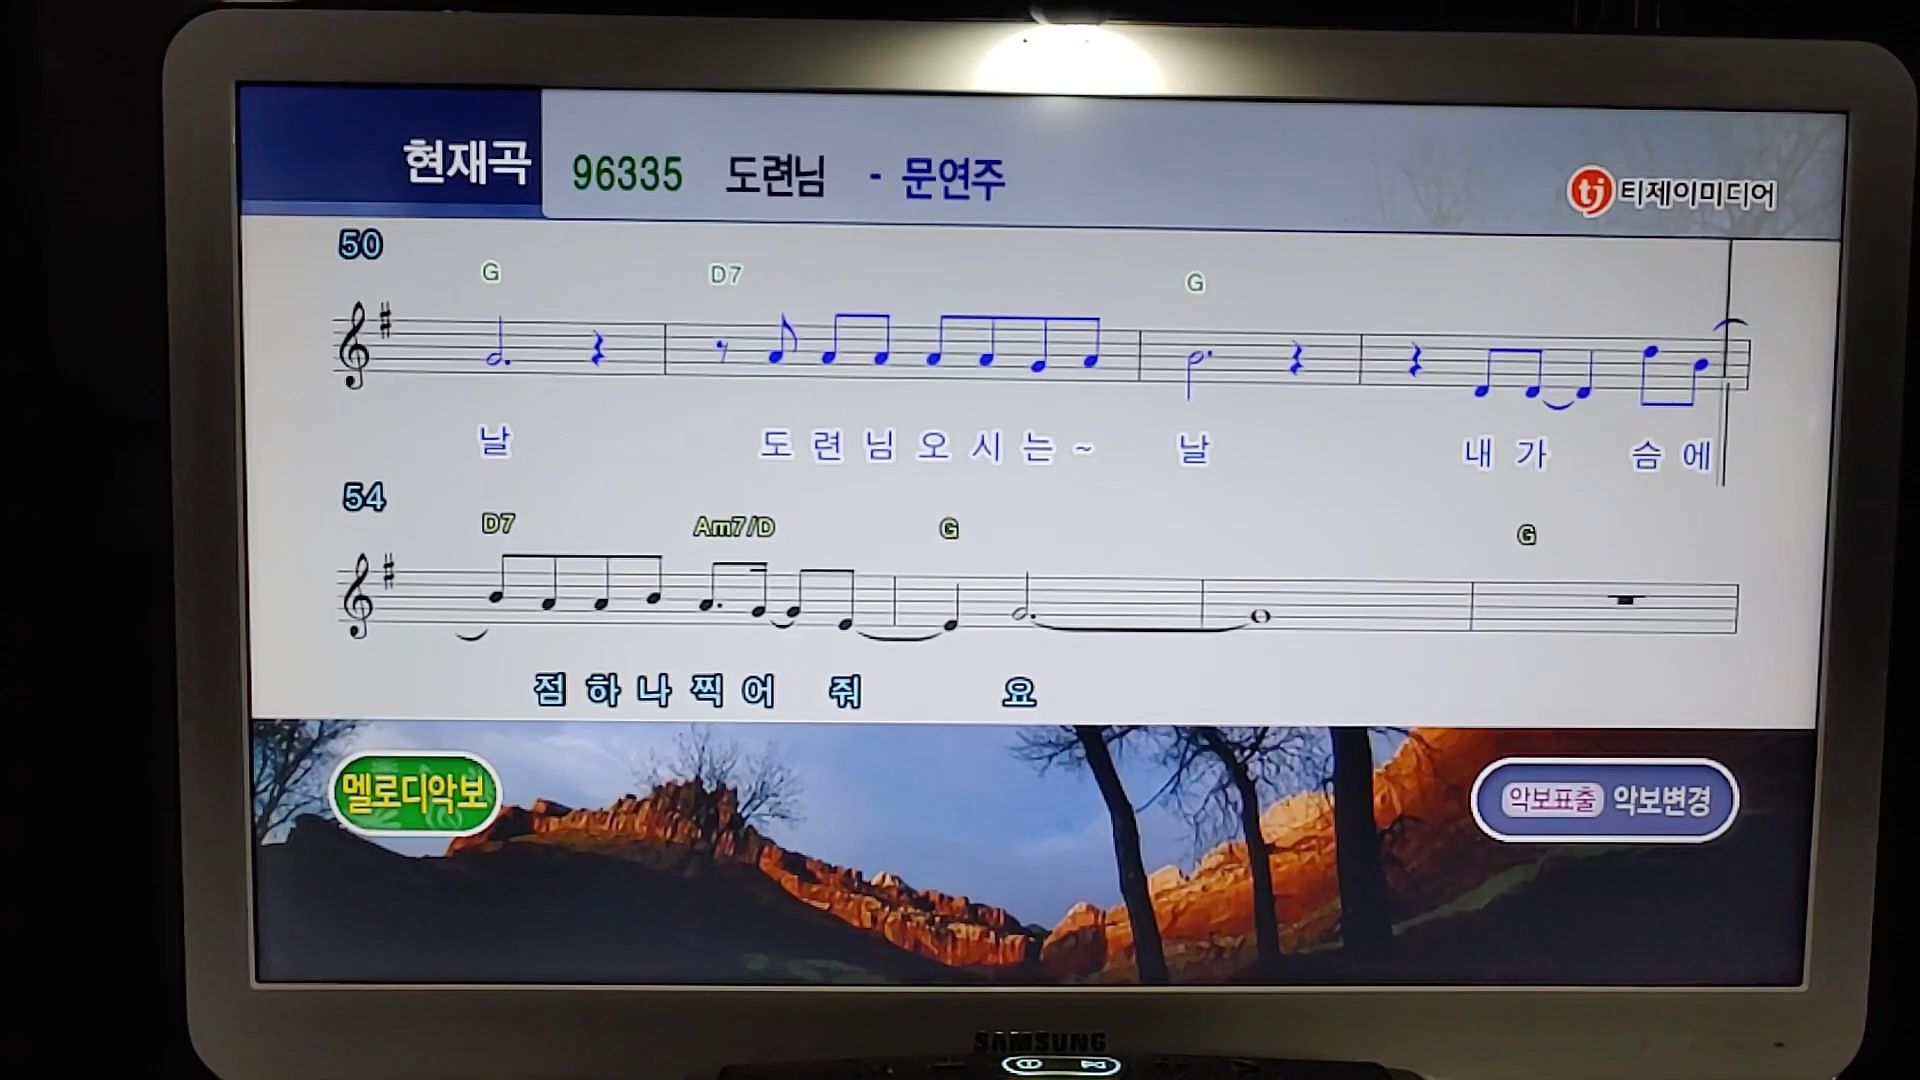 현재곡 96335 도련님 - 문연주
tj 티제이미디어
50
G D7 G
날 도 련 님 오 시 는 ~ 날 내 가 슴 에
54
D7 Am7/D G G
점 하 나 찍 어 줘 요
멜로디악보
악보표출 악보변경
SAMSUNG